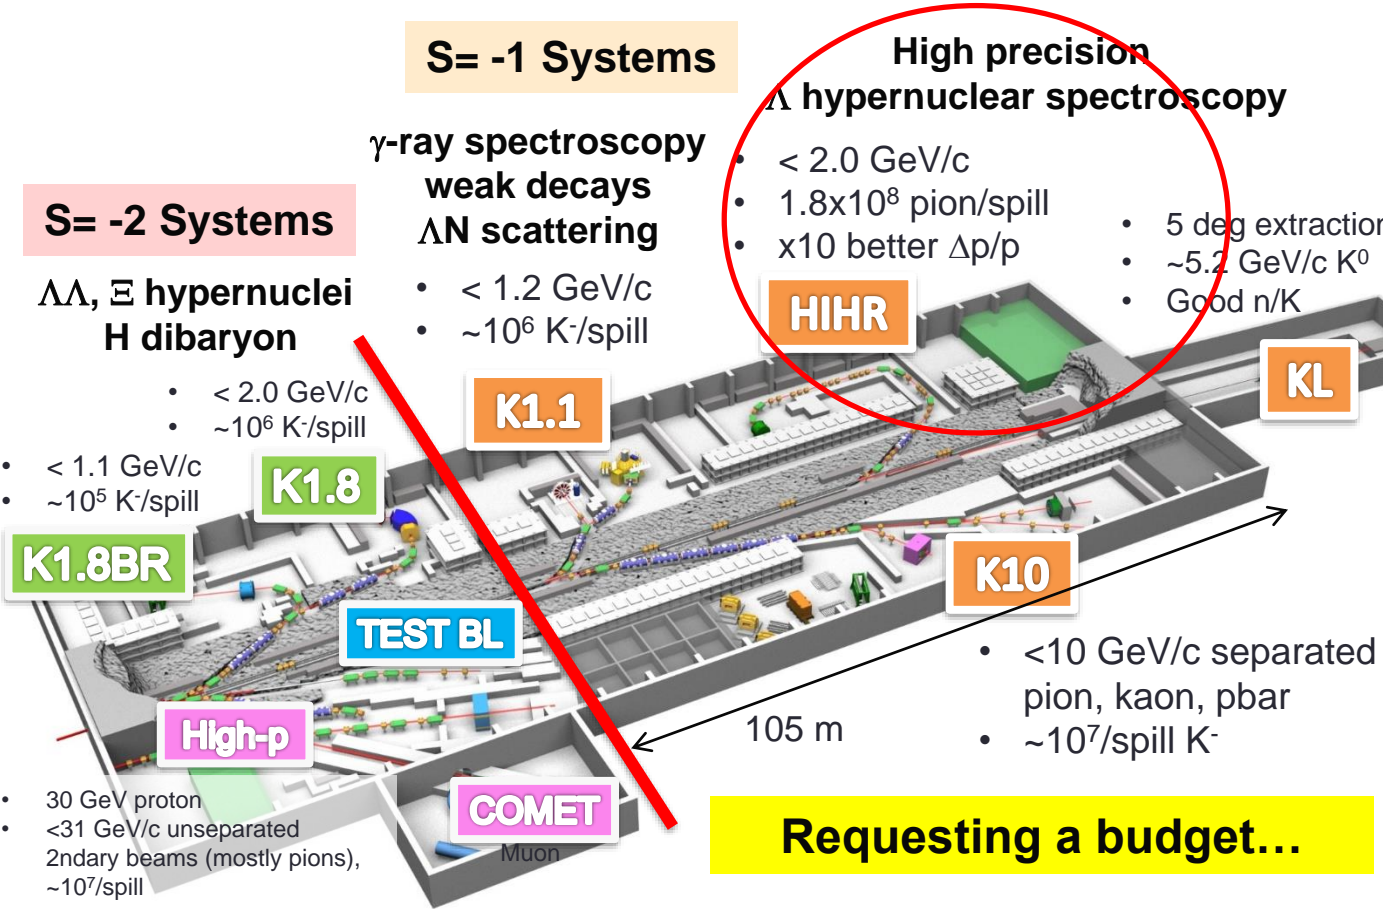 S= -1 Systems
γ-ray spectroscopy
weak decays
ΛN scattering
• < 1.2 GeV/c
• ~10⁶ K⁻/spill
K1.1
High precision
Λ hypernuclear spectroscopy
• < 2.0 GeV/c
• 1.8x10⁸ pion/spill
• x10 better Δp/p
HIHR
• 5 deg extraction
• ~5.2 GeV/c K⁰
• Good n/K
KL
S= -2 Systems
ΛΛ, Ξ hypernuclei
H dibaryon
• < 2.0 GeV/c
• ~10⁶ K⁻/spill
K1.8
• < 1.1 GeV/c
• ~10⁵ K⁻/spill
K1.8BR
TEST BL
K10
• <10 GeV/c separated
pion, kaon, pbar
• ~10⁷/spill K⁻
105 m
High-p
• 30 GeV proton
• <31 GeV/c unseparated
2ndary beams (mostly pions),
~10⁷/spill
COMET
Muon
Requesting a budget…